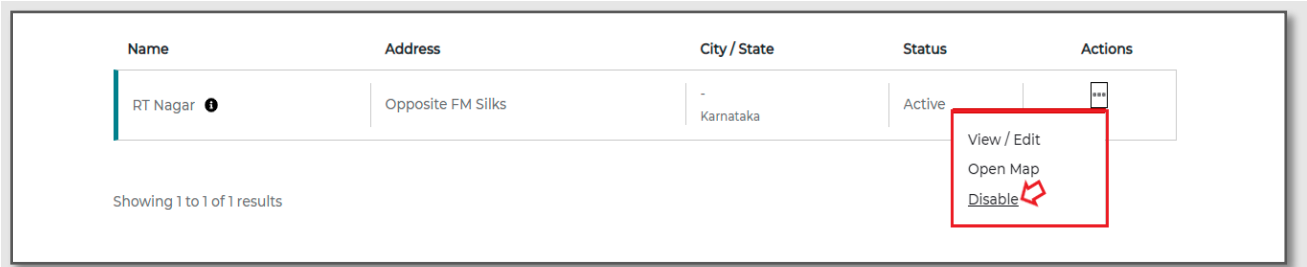 Name Address City / State Status Actions
RT Nagar Opposite FM Silks - Active
Karnataka
View / Edit
Open Map
Disable
Showing 1 to 1 of 1 results